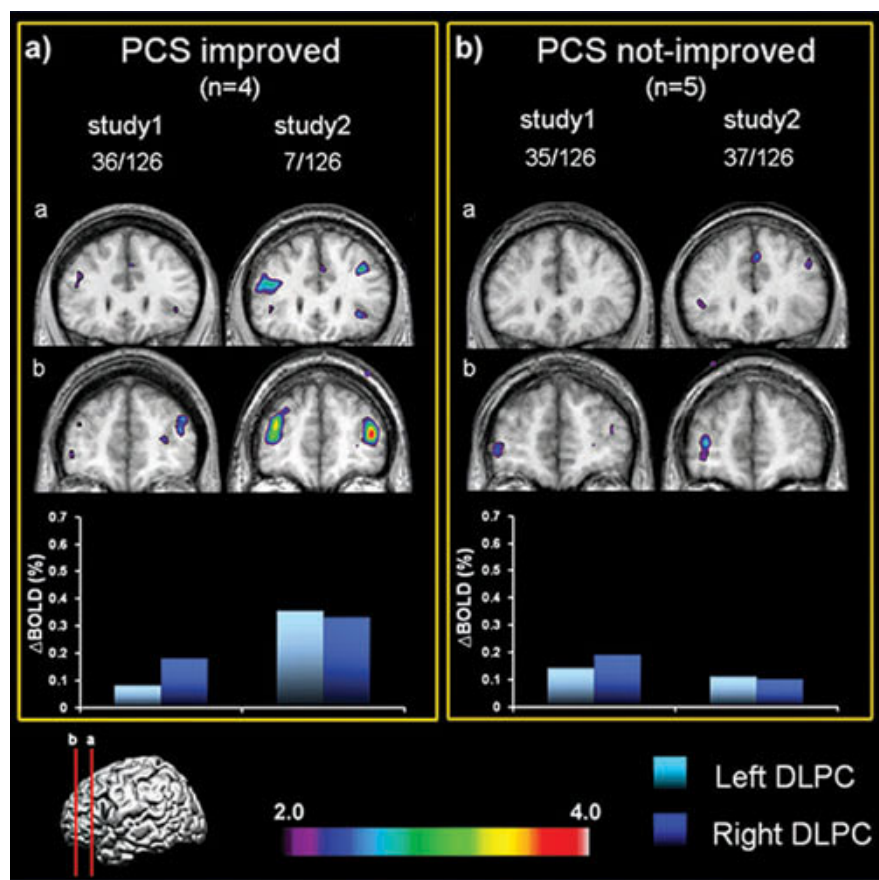 a) PCS improved
(n=4)
study1 study2
36/126 7/126
a
b
0.7
0.6
0.5
0.4
0.3
0.2
0.1
0
△BOLD (%)
b) PCS not-improved
(n=5)
study1 study2
35/126 37/126
a
b
0.7
0.6
0.5
0.4
0.3
0.2
0.1
0
△BOLD (%)
b a
2.0 4.0
Left DLPC
Right DLPC